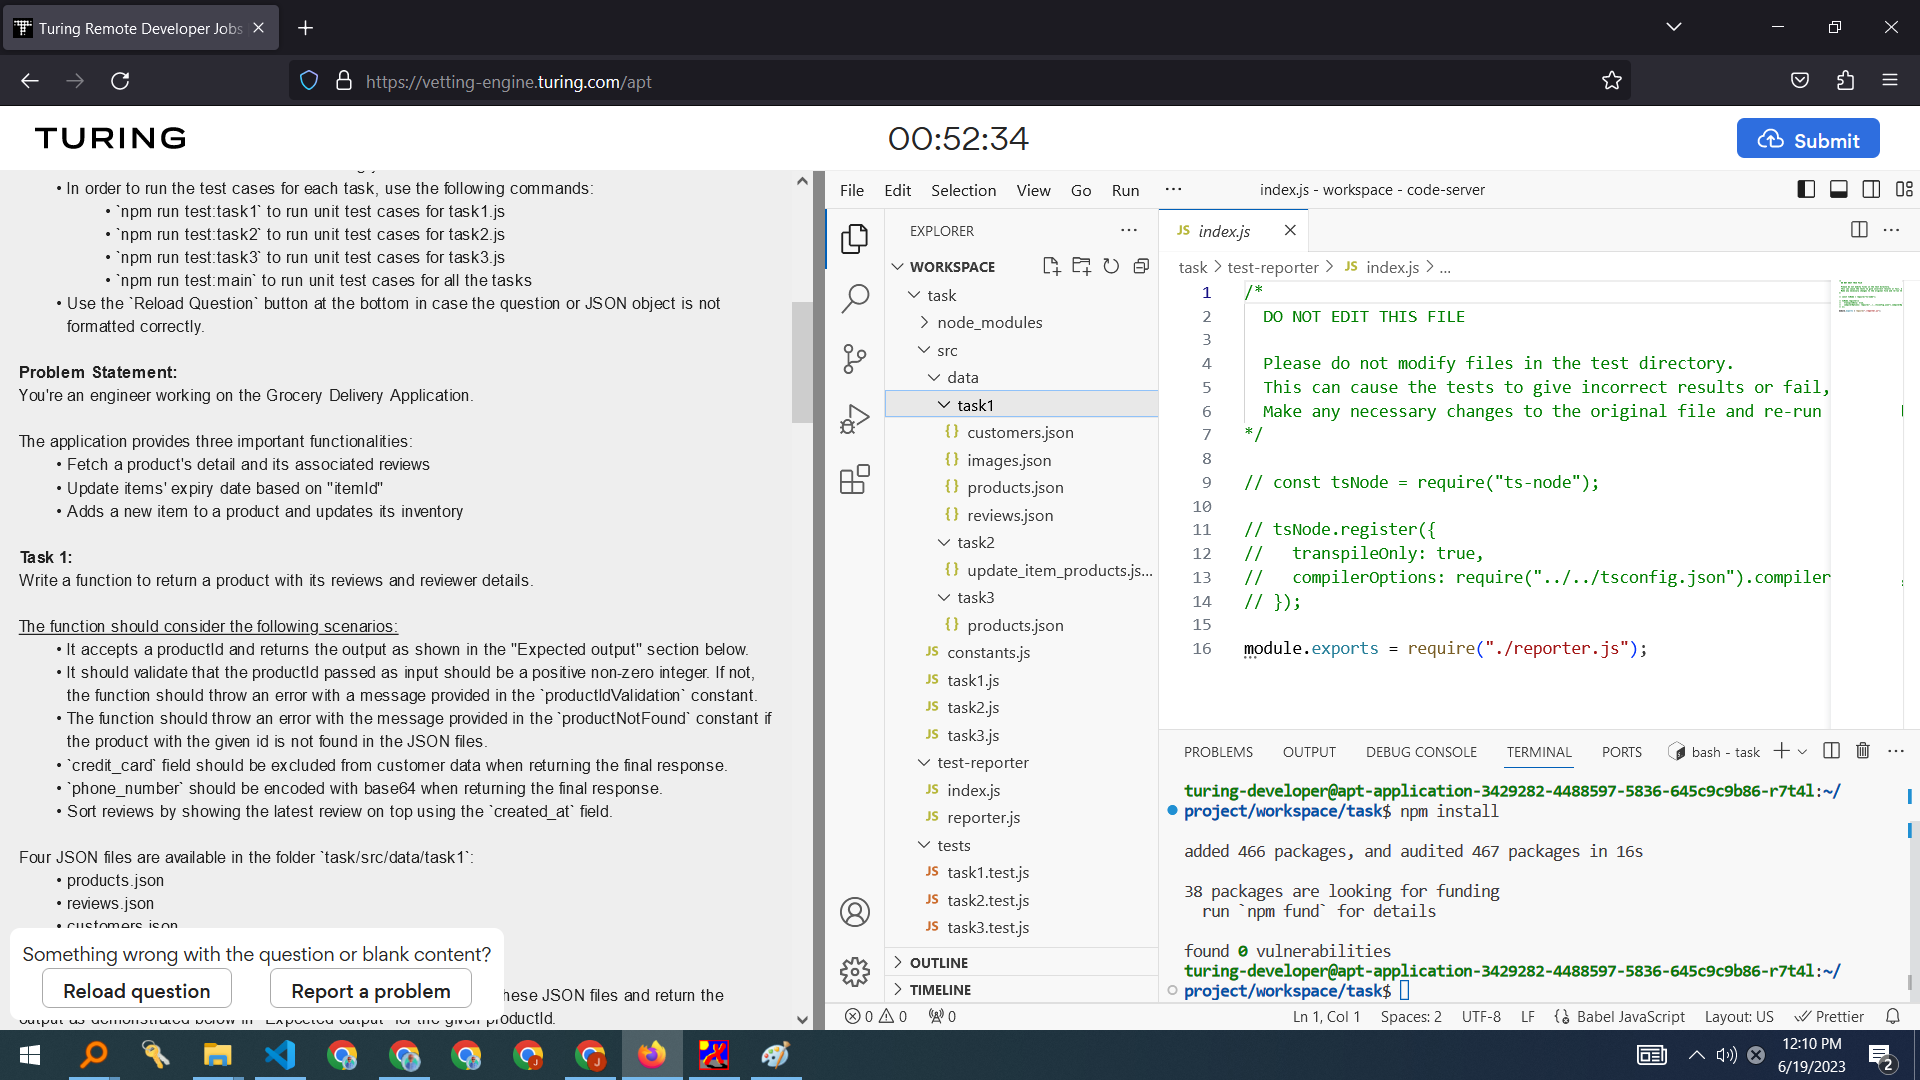 Turing Remote Developer Jobs
https://vetting-engine.turing.com/apt
TURING
00:52:34
Submit
• In order to run the test cases for each task, use the following commands:
• `npm run test:task1` to run unit test cases for task1.js
• `npm run test:task2` to run unit test cases for task2.js
• `npm run test:task3` to run unit test cases for task3.js
• `npm run test:main` to run unit test cases for all the tasks
• Use the `Reload Question` button at the bottom in case the question or JSON object is not
formatted correctly.
Problem Statement:
You're an engineer working on the Grocery Delivery Application.
The application provides three important functionalities:
• Fetch a product's detail and its associated reviews
• Update items' expiry date based on "itemId"
• Adds a new item to a product and updates its inventory
Task 1:
Write a function to return a product with its reviews and reviewer details.
The function should consider the following scenarios:
• It accepts a productId and returns the output as shown in the "Expected output" section below.
• It should validate that the productId passed as input should be a positive non-zero integer. If not,
the function should throw an error with a message provided in the `productIdValidation` constant.
• The function should throw an error with the message provided in the `productNotFound` constant if
the product with the given id is not found in the JSON files.
• `credit_card` field should be excluded from customer data when returning the final response.
• `phone_number` should be encoded with base64 when returning the final response.
• Sort reviews by showing the latest review on top using the `created_at` field.
Four JSON files are available in the folder `task/src/data/task1`:
• products.json
• reviews.json
• customers.json
hese JSON files and return the
output as demonstrated below in "Expected output" for the given productId.
Something wrong with the question or blank content?
Reload question
Report a problem
File Edit Selection View Go Run ···
index.js - workspace - code-server
EXPLORER
WORKSPACE
task
node_modules
src
data
task1
{} customers.json
{} images.json
{} products.json
{} reviews.json
task2
{} update_item_products.js...
task3
{} products.json
JS constants.js
JS task1.js
JS task2.js
JS task3.js
test-reporter
JS index.js
JS reporter.js
tests
JS task1.test.js
JS task2.test.js
JS task3.test.js
OUTLINE
TIMELINE
JS index.js
task > test-reporter > JS index.js > ...
1 /*
2 DO NOT EDIT THIS FILE
3
4 Please do not modify files in the test directory.
5 This can cause the tests to give incorrect results or fail,
6 Make any necessary changes to the original file and re-run
7 */
8
9 // const tsNode = require("ts-node");
10
11 // tsNode.register({
12 // transpileOnly: true,
13 // compilerOptions: require("../../tsconfig.json").compiler
14 // });
15
16 module.exports = require("./reporter.js");
PROBLEMS OUTPUT DEBUG CONSOLE TERMINAL PORTS bash - task
turing-developer@apt-application-3429282-4488597-5836-645c9c9b86-r7t4l:~/
project/workspace/task$ npm install
added 466 packages, and audited 467 packages in 16s
38 packages are looking for funding
run `npm fund` for details
found 0 vulnerabilities
turing-developer@apt-application-3429282-4488597-5836-645c9c9b86-r7t4l:~/
project/workspace/task$
0 0 0
Ln 1, Col 1 Spaces: 2 UTF-8 LF {} Babel JavaScript Layout: US Prettier
12:10 PM
6/19/2023
2